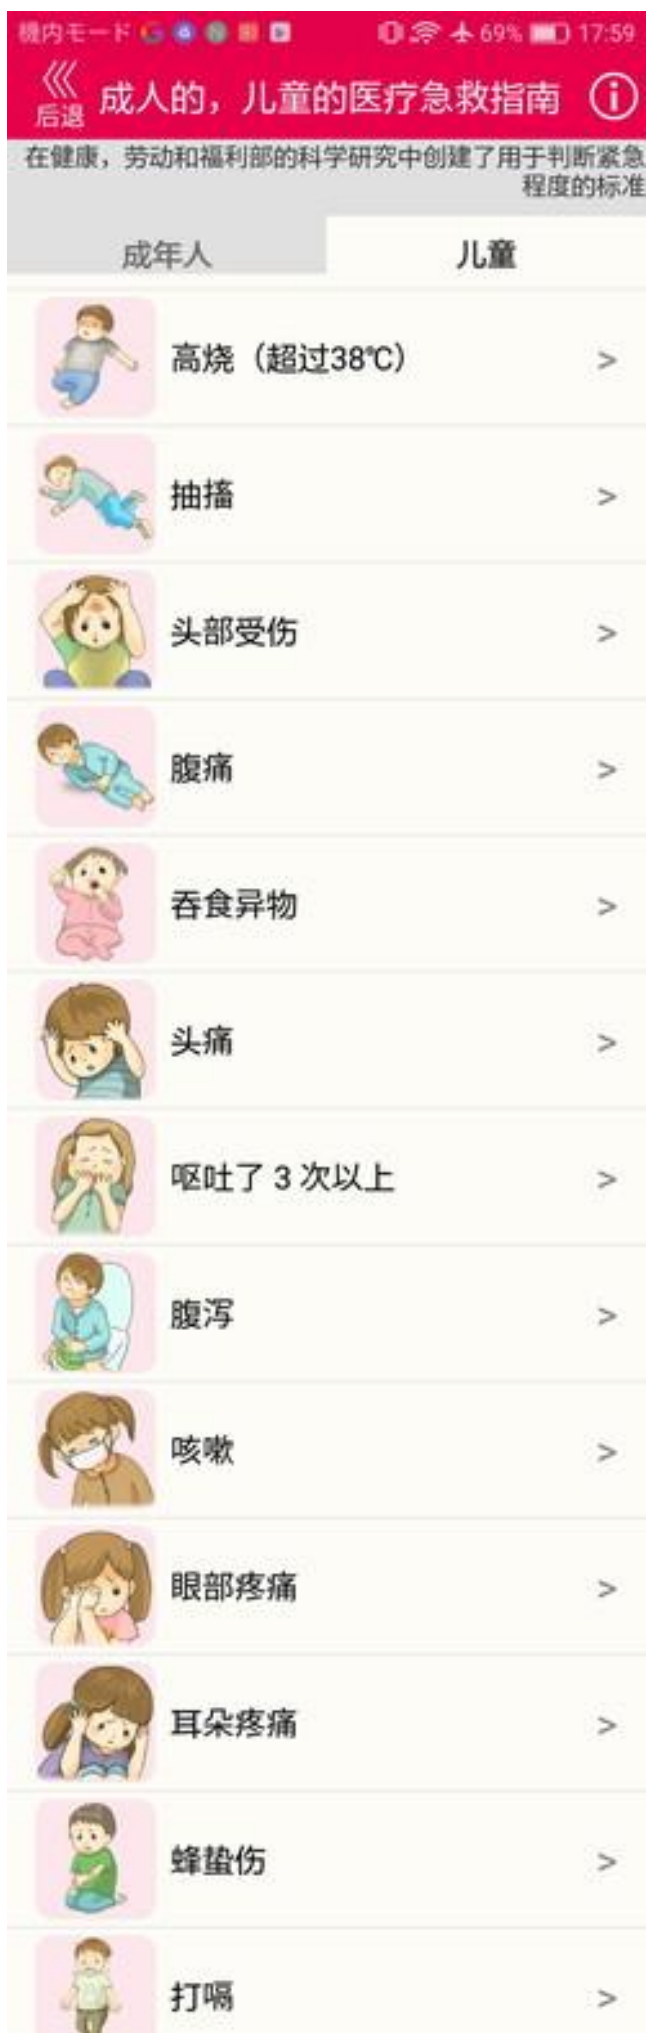 機内モード 69% 17:59
后退 成人的，儿童的医疗急救指南
在健康，劳动和福利部的科学研究中创建了用于判断紧急
程度的标准
成年人 儿童
高烧（超过38℃） >
抽搐 >
头部受伤 >
腹痛 >
吞食异物 >
头痛 >
呕吐了 3 次以上 >
腹泻 >
咳嗽 >
眼部疼痛 >
耳朵疼痛 >
蜂蛰伤 >
打嗝 >